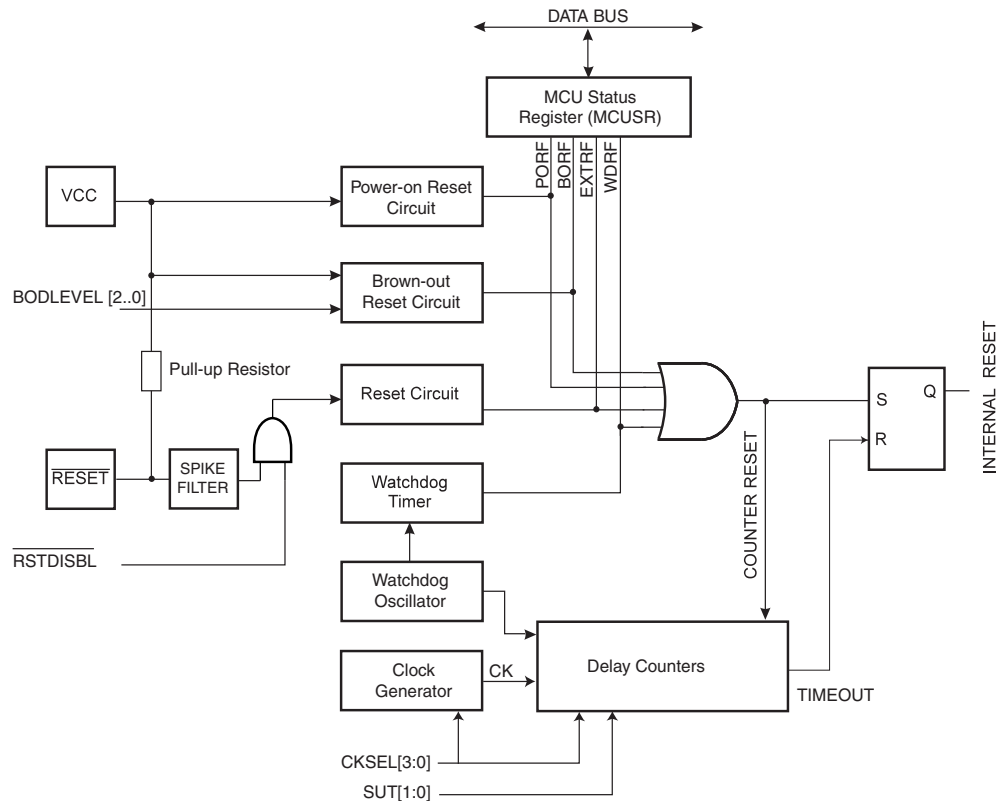 DATA BUS
MCU Status
Register (MCUSR)
PORF
BORF
EXTRF
WDRF
VCC
Power-on Reset
Circuit
Brown-out
Reset Circuit
BODLEVEL [2..0]
Pull-up Resistor
Reset Circuit
S
Q
R
INTERNAL RESET
RESET
SPIKE
FILTER
Watchdog
Timer
COUNTER RESET
RSTDISBL
Watchdog
Oscillator
Clock
Generator
CK
Delay Counters
TIMEOUT
CKSEL[3:0]
SUT[1:0]